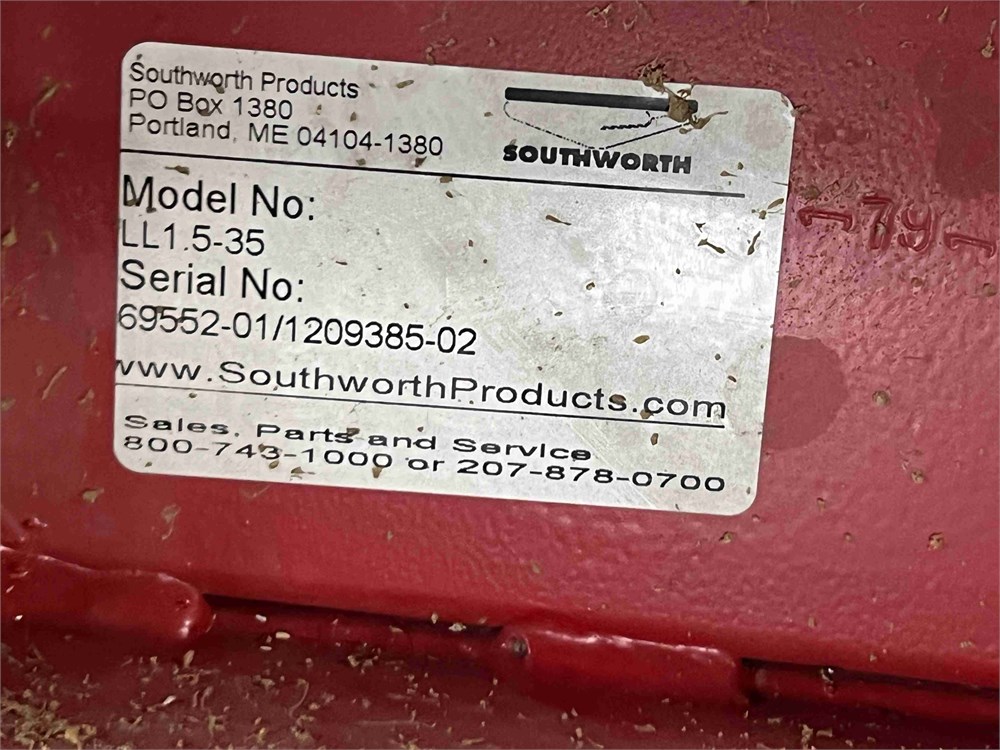 Southworth Products
PO Box 1380
Portland, ME 04104-1380
SOUTHWORTH
Model No:
LL1.5-35
Serial No:
69552-01/1209385-02
www.SouthworthProducts.com
Sales, Parts and Service
800-743-1000 or 207-878-0700
79